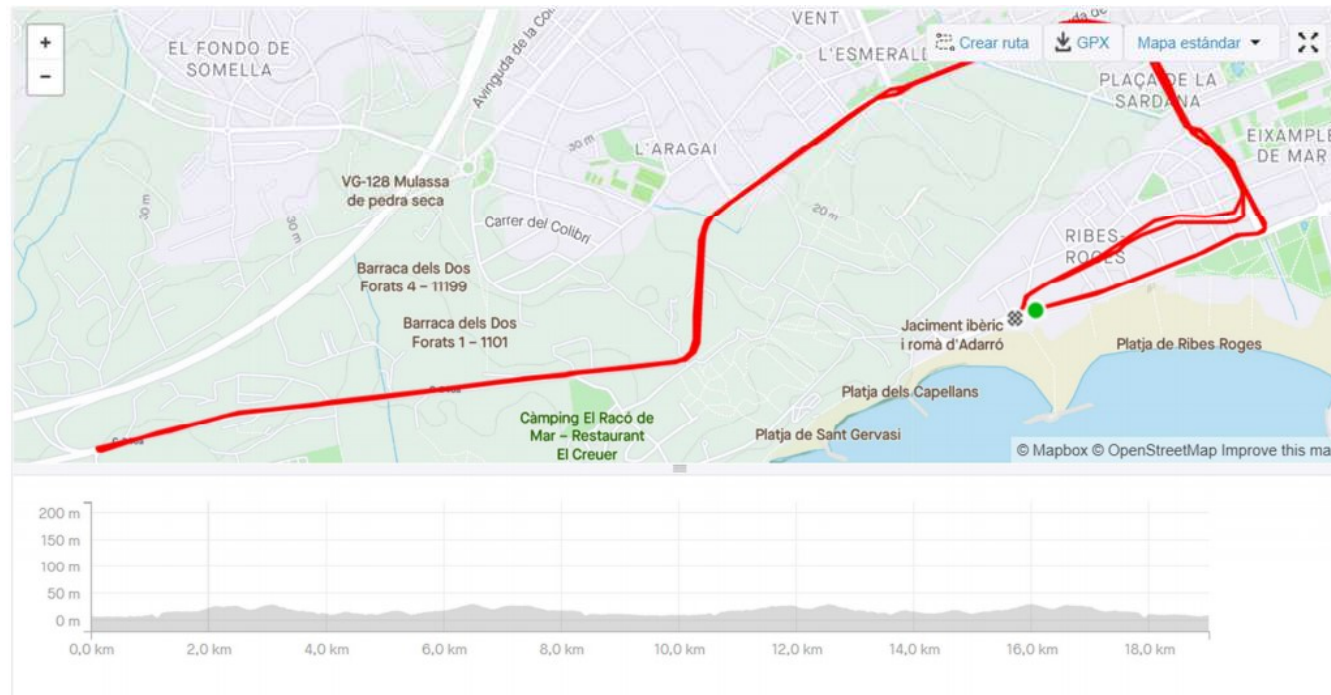 +
−
EL FONDO DE
SOMELLA
VENT
L'ESMERALD
Crear ruta
GPX
Mapa estándar
PLAÇA DE LA
SARDANA
EIXAMPLE
DE MAR
30 m
L'ARAGAI
VG-128 Mulassa
de pedra seca
30 m
30 m
20 m
Carrer del Colibrí
RIBES-
ROGES
Barraca dels Dos
Forats 4 – 11199
Barraca dels Dos
Forats 1 – 1101
Jaciment ibèric
i romà d'Adarró
Platja de Ribes Roges
Platja dels Capellans
Càmping El Racó de
Mar – Restaurant
El Creuer
Platja de Sant Gervasi
© Mapbox © OpenStreetMap Improve this ma
200 m
150 m
100 m
50 m
0 m
0,0 km
2,0 km
4,0 km
6,0 km
8,0 km
10,0 km
12,0 km
14,0 km
16,0 km
18,0 km